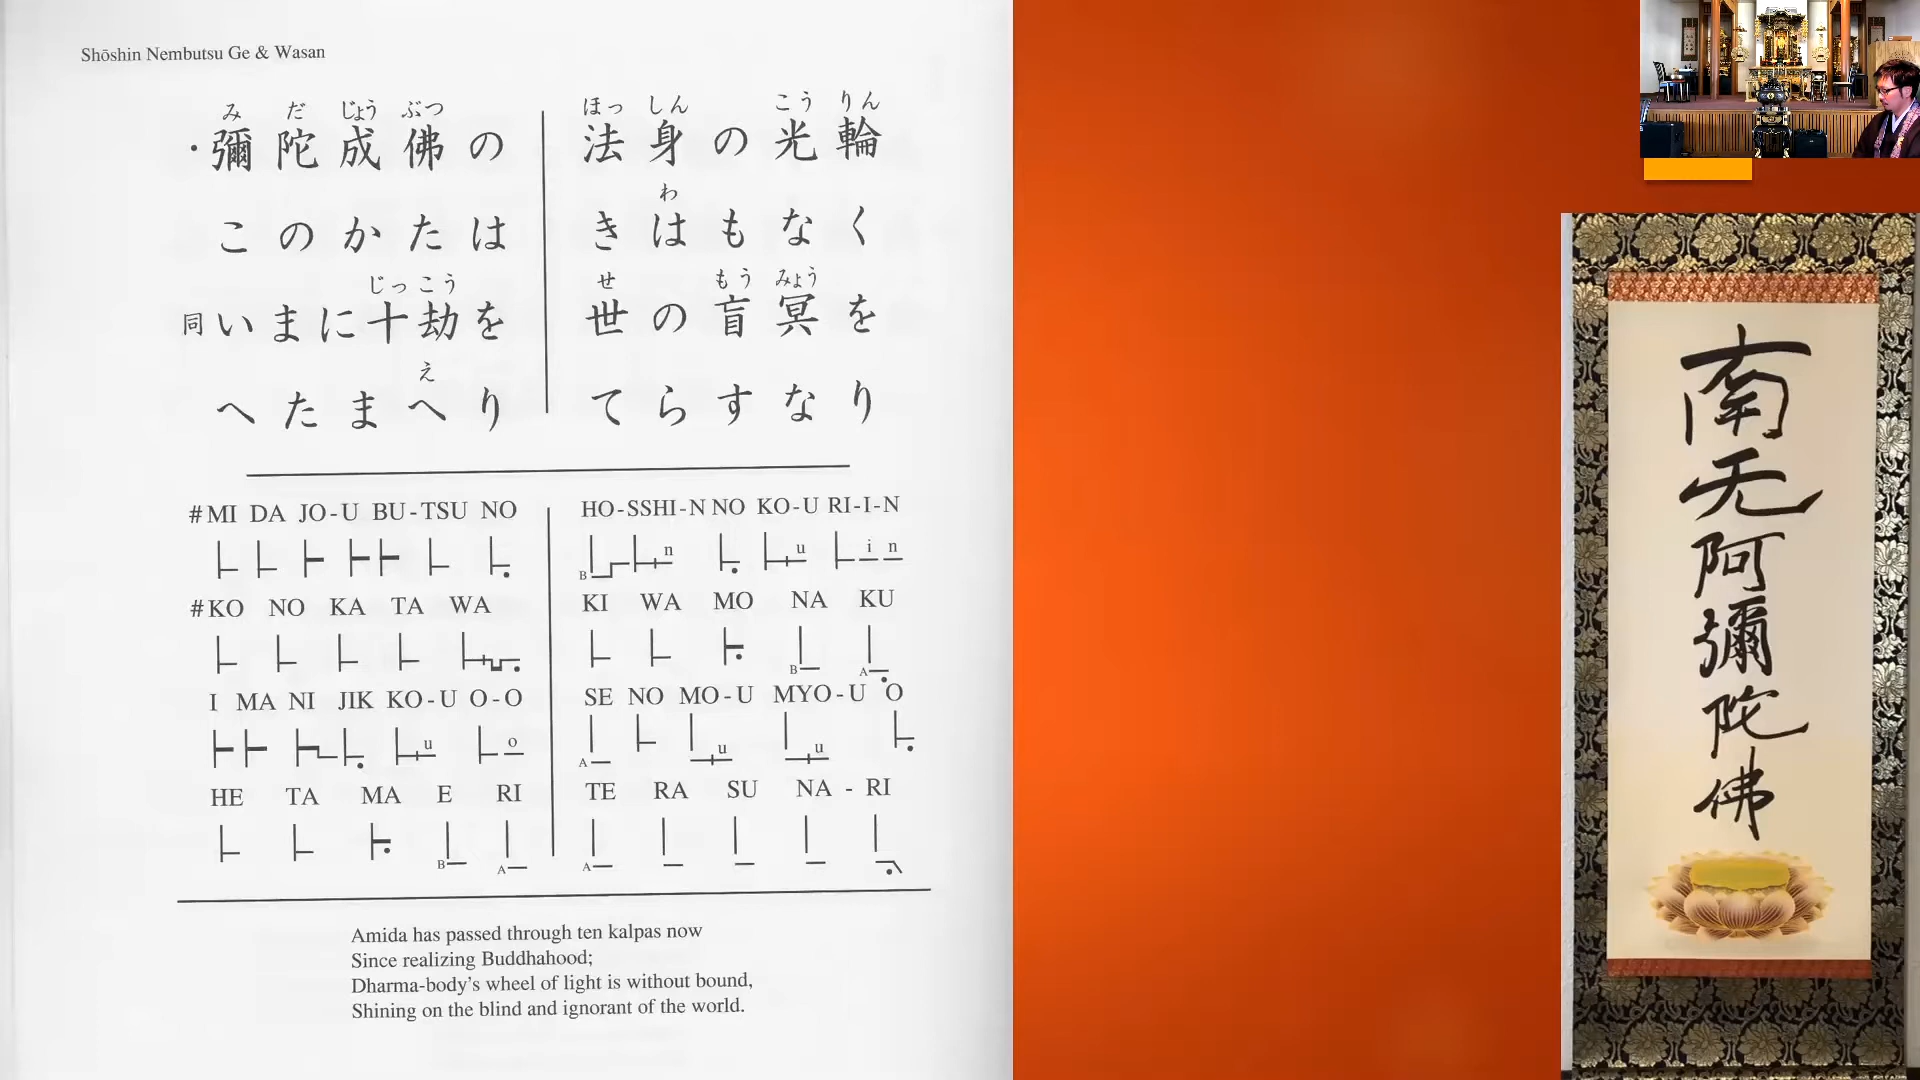 Shōshin Nembutsu Ge & Wasan
み だ じょう ぶつ
・彌陀成佛の
このかたは
じっこう
同 いまに十劫を
え
へたまへり
ほっ しん こう りん
法身の光輪
わ
きはもなく
せ もう みょう
世の盲冥を
てらすなり
#MI DA JO-U BU-TSU NO
#KO NO KA TA WA
I MA NI JIK KO-U O-O
u o
HE TA MA E RI
B A
HO-SSHI-N NO KO-U RI-I-N
B n u i n
KI WA MO NA KU
B A
SE NO MO-U MYO-U O
A u u
TE RA SU NA - RI
A
Amida has passed through ten kalpas now
Since realizing Buddhahood;
Dharma-body's wheel of light is without bound,
Shining on the blind and ignorant of the world.
南无阿彌陀佛